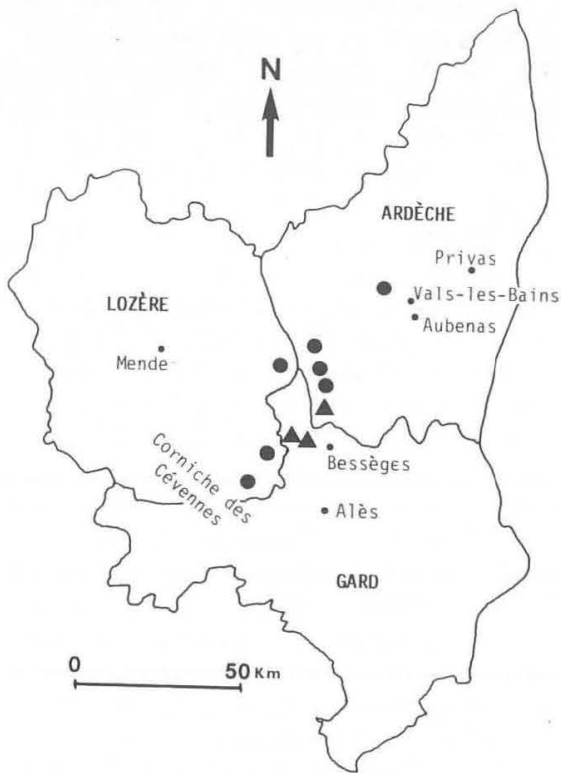 N
ARDÈCHE
Privas
LOZÈRE
Vals-les-Bains
Aubenas
Mende
Corniche des
Cévennes
Bessèges
Alès
GARD
0
50 Km